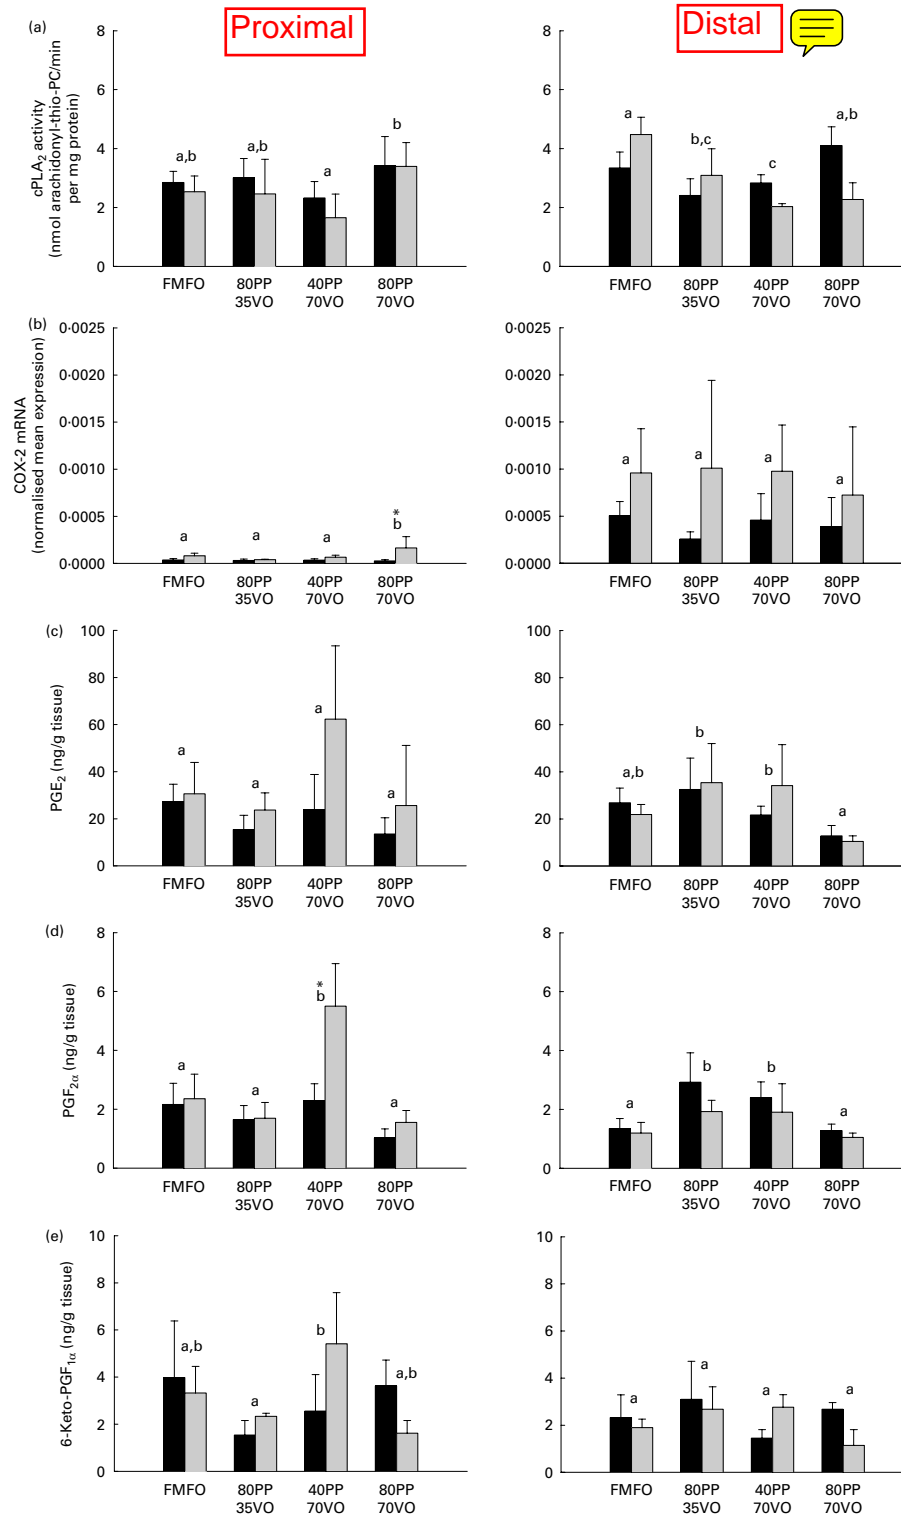 Proximal
Distal
(a)
cPLA₂ activity
(nmol arachidonyl-thio-PC/min
per mg protein)
8
6
4
2
0
a,b
a,b
a
b
FMFO
80PP
35VO
40PP
70VO
80PP
70VO
8
6
4
2
0
a
b,c
c
a,b
FMFO
80PP
35VO
40PP
70VO
80PP
70VO
(b)
COX-2 mRNA
(normalised mean expression)
0·0025
0·0020
0·0015
0·0010
0·0005
0·0000
a
a
a
*
b
FMFO
80PP
35VO
40PP
70VO
80PP
70VO
0·0025
0·0020
0·0015
0·0010
0·0005
0·0000
a
a
a
a
FMFO
80PP
35VO
40PP
70VO
80PP
70VO
(c)
PGE₂ (ng/g tissue)
100
80
60
40
20
0
a
a
a
a
FMFO
80PP
35VO
40PP
70VO
80PP
70VO
100
80
60
40
20
0
a,b
b
b
a
FMFO
80PP
35VO
40PP
70VO
80PP
70VO
(d)
PGF₂α (ng/g tissue)
8
6
4
2
0
a
a
*
b
a
FMFO
80PP
35VO
40PP
70VO
80PP
70VO
8
6
4
2
0
a
b
b
a
FMFO
80PP
35VO
40PP
70VO
80PP
70VO
(e)
6-Keto-PGF₁α (ng/g tissue)
10
8
6
4
2
0
a,b
a
b
a,b
FMFO
80PP
35VO
40PP
70VO
80PP
70VO
10
8
6
4
2
0
a
a
a
a
FMFO
80PP
35VO
40PP
70VO
80PP
70VO